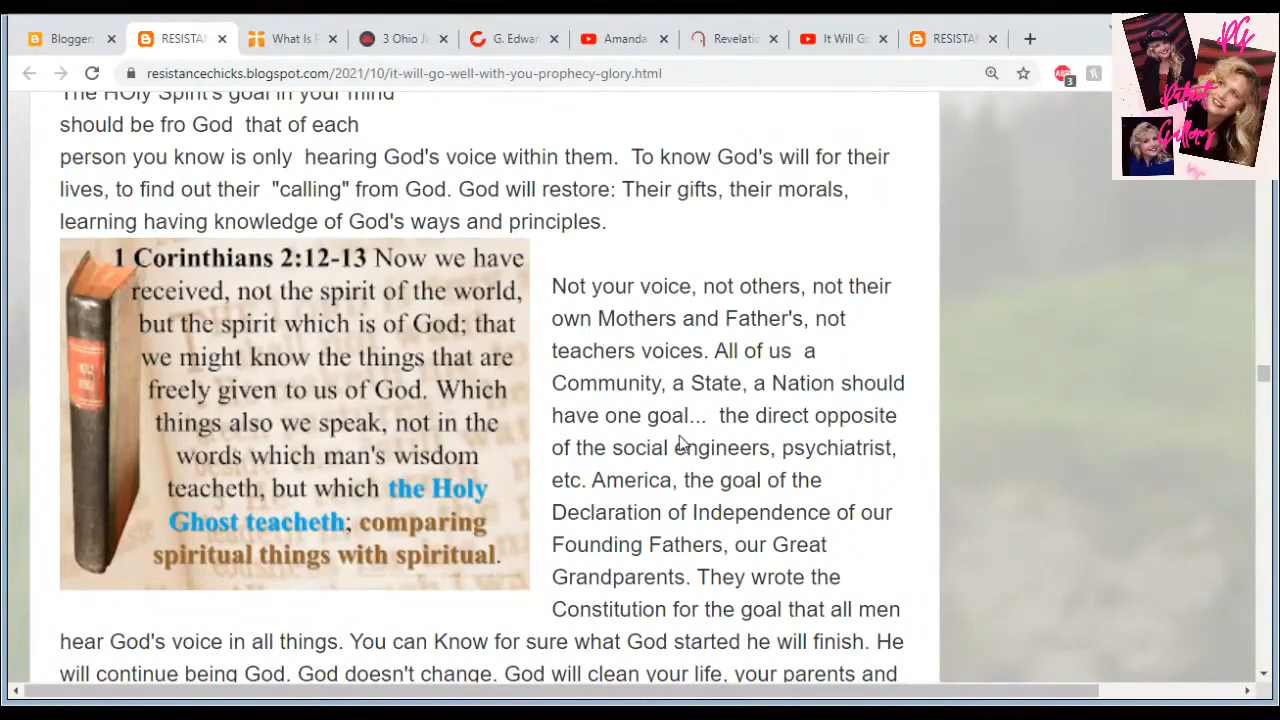 Blogger:
RESISTAN
What Is P
3 Ohio
G. Edwa
Amanda
Revelatio
It Will Go
RESISTAN
resistancechicks.blogspot.com/2021/10/it-will-go-well-with-you-prophecy-glory.html
ABP
3
PG
Patriot
Gallery
The HOly Spirit's goal in your mind
should be fro God that of each
person you know is only hearing God's voice within them. To know God's will for their
lives, to find out their "calling" from God. God will restore: Their gifts, their morals,
learning having knowledge of God's ways and principles.
1 Corinthians 2:12-13 Now we have
received, not the spirit of the world,
but the spirit which is of God; that
we might know the things that are
freely given to us of God. Which
things also we speak, not in the
words which man's wisdom
teacheth, but which the Holy
Ghost teacheth; comparing
spiritual things with spiritual.
HOLY
Not your voice, not others, not their
own Mothers and Father's, not
teachers voices. All of us a
Community, a State, a Nation should
have one goal... the direct opposite
of the social engineers, psychiatrist,
etc. America, the goal of the
Declaration of Independence of our
Founding Fathers, our Great
Grandparents. They wrote the
Constitution for the goal that all men
hear God's voice in all things. You can Know for sure what God started he will finish. He
will continue being God. God doesn't change. God will clean your life, your parents and